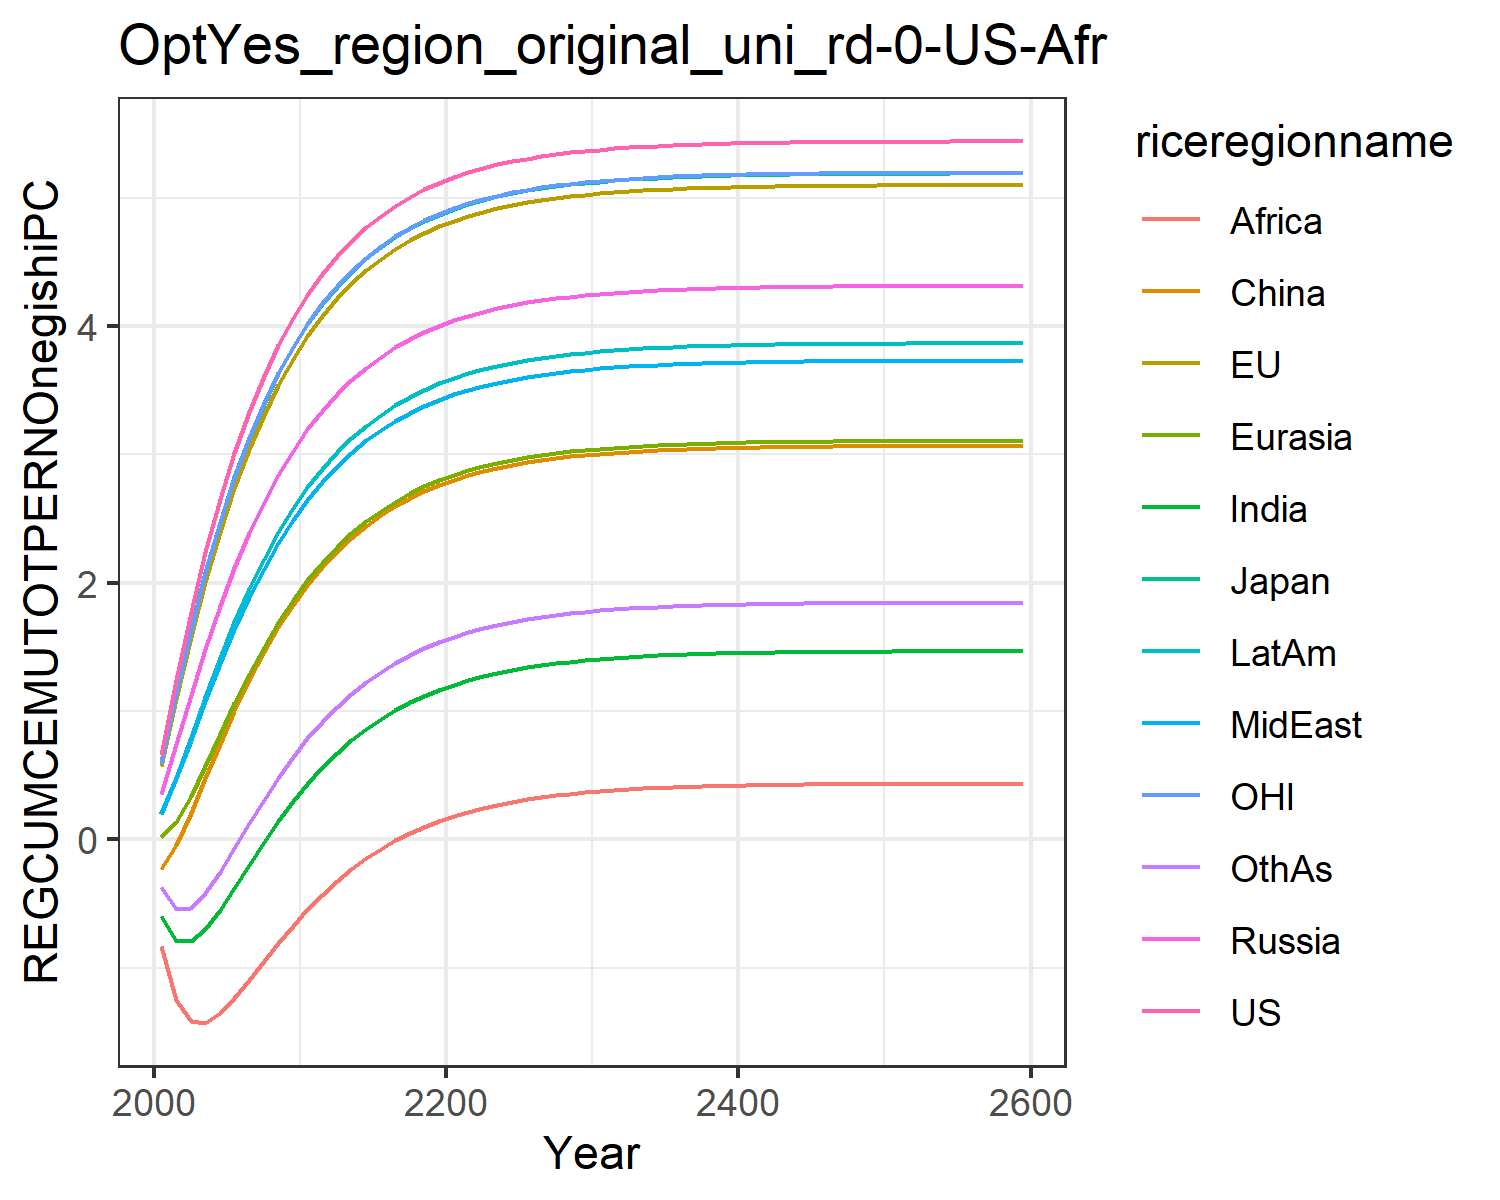 OptYes_region_original_uni_rd-0-US-Afr
REGCUMCEMUTOTPERNOnegishiPC
4
2
0
2000
2200
2400
2600
Year
riceregionname
Africa
China
EU
Eurasia
India
Japan
LatAm
MidEast
OHI
OthAs
Russia
US